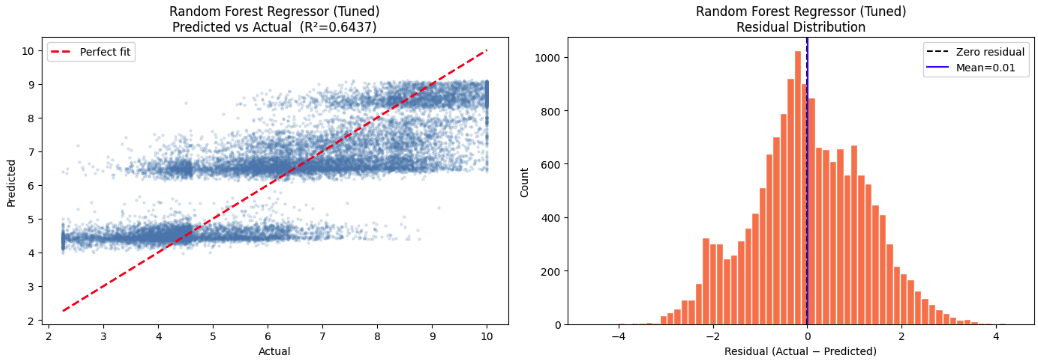 Random Forest Regressor (Tuned)
Predicted vs Actual  (R²=0.6437)
Perfect fit
10
9
8
7
6
5
4
3
2
Predicted
2
3
4
5
6
7
8
9
10
Actual
Random Forest Regressor (Tuned)
Residual Distribution
Zero residual
Mean=0.01
1000
800
600
400
200
0
Count
−4
−2
0
2
4
Residual (Actual − Predicted)